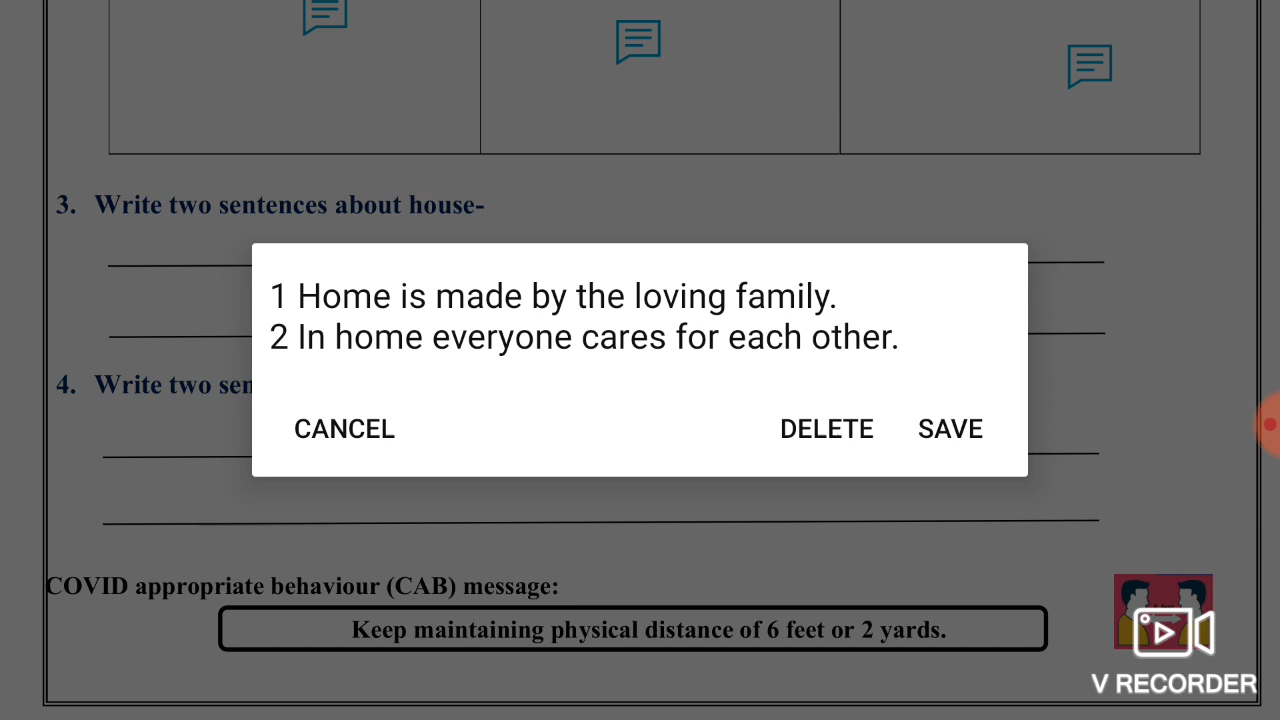 3. Write two sentences about house-
1 Home is made by the loving family.
2 In home everyone cares for each other.
4. Write two
CANCEL DELETE SAVE
COVID appropriate behaviour (CAB) message:
Keep maintaining physical distance of 6 feet or 2 yards.
V RECORDER